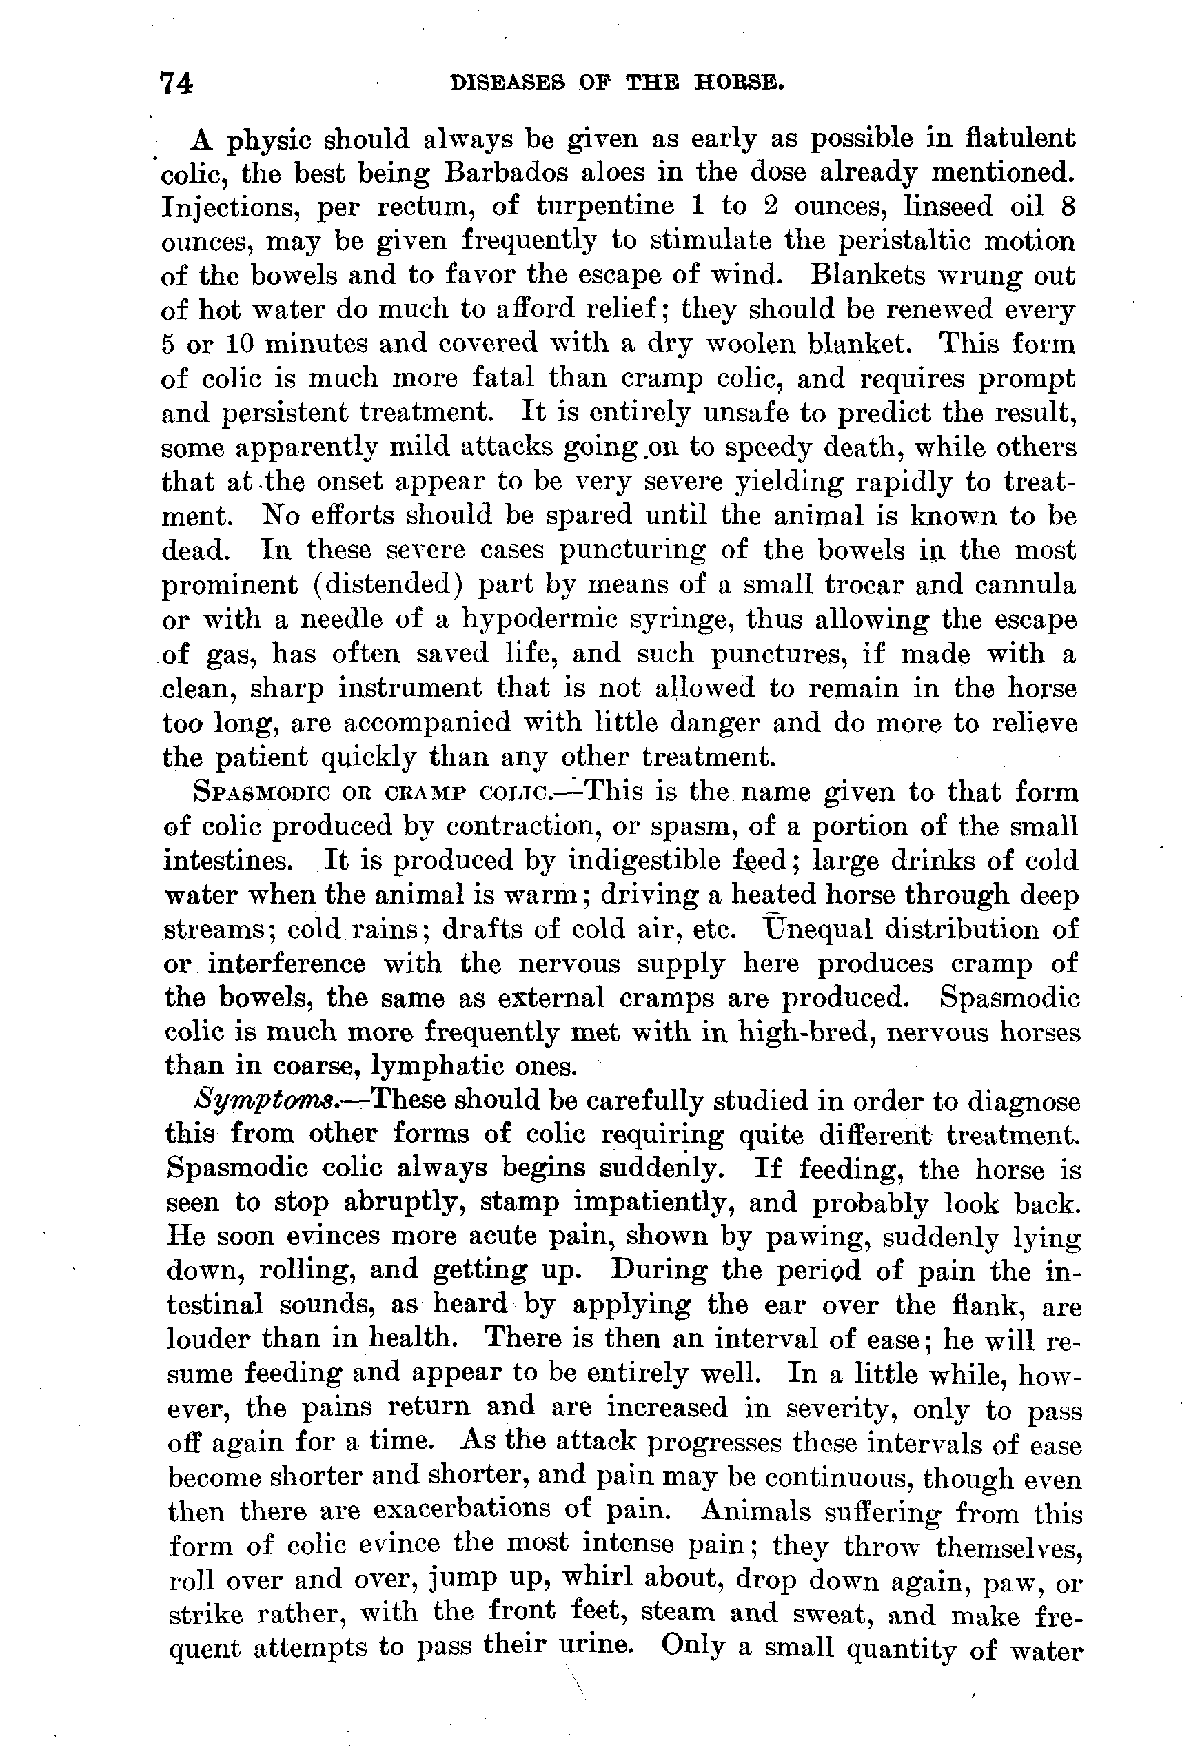 74 DISEASES OF THE HORSE.
A physic should always be given as early as possible in flatulent
colic, the best being Barbados aloes in the dose already mentioned.
Injections, per rectum, of turpentine 1 to 2 ounces, linseed oil 8
ounces, may be given frequently to stimulate the peristaltic motion
of the bowels and to favor the escape of wind. Blankets wrung out
of hot water do much to afford relief; they should be renewed every
5 or 10 minutes and covered with a dry woolen blanket. This form
of colic is much more fatal than cramp colic, and requires prompt
and persistent treatment. It is entirely unsafe to predict the result,
some apparently mild attacks going on to speedy death, while others
that at the onset appear to be very severe yielding rapidly to treat-
ment. No efforts should be spared until the animal is known to be
dead. In these severe cases puncturing of the bowels in the most
prominent (distended) part by means of a small trocar and cannula
or with a needle of a hypodermic syringe, thus allowing the escape
of gas, has often saved life, and such punctures, if made with a
clean, sharp instrument that is not allowed to remain in the horse
too long, are accompanied with little danger and do more to relieve
the patient quickly than any other treatment.
SPASMODIC OR CRAMP COLIC.—This is the name given to that form
of colic produced by contraction, or spasm, of a portion of the small
intestines. It is produced by indigestible feed; large drinks of cold
water when the animal is warm; driving a heated horse through deep
streams; cold rains; drafts of cold air, etc. Unequal distribution of
or interference with the nervous supply here produces cramp of
the bowels, the same as external cramps are produced. Spasmodic
colic is much more frequently met with in high-bred, nervous horses
than in coarse, lymphatic ones.
Symptoms.—These should be carefully studied in order to diagnose
this from other forms of colic requiring quite different treatment.
Spasmodic colic always begins suddenly. If feeding, the horse is
seen to stop abruptly, stamp impatiently, and probably look back.
He soon evinces more acute pain, shown by pawing, suddenly lying
down, rolling, and getting up. During the period of pain the in-
testinal sounds, as heard by applying the ear over the flank, are
louder than in health. There is then an interval of ease; he will re-
sume feeding and appear to be entirely well. In a little while, how-
ever, the pains return and are increased in severity, only to pass
off again for a time. As the attack progresses these intervals of ease
become shorter and shorter, and pain may be continuous, though even
then there are exacerbations of pain. Animals suffering from this
form of colic evince the most intense pain; they throw themselves,
roll over and over, jump up, whirl about, drop down again, paw, or
strike rather, with the front feet, steam and sweat, and make fre-
quent attempts to pass their urine. Only a small quantity of water